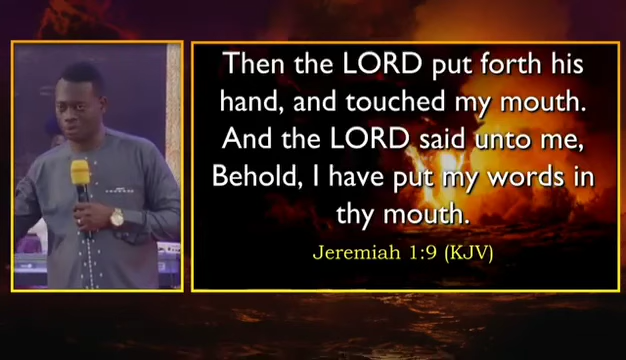 Then the LORD put forth his
hand, and touched my mouth.
And the LORD said unto me,
Behold, I have put my words in
thy mouth.
Jeremiah 1:9 (KJV)